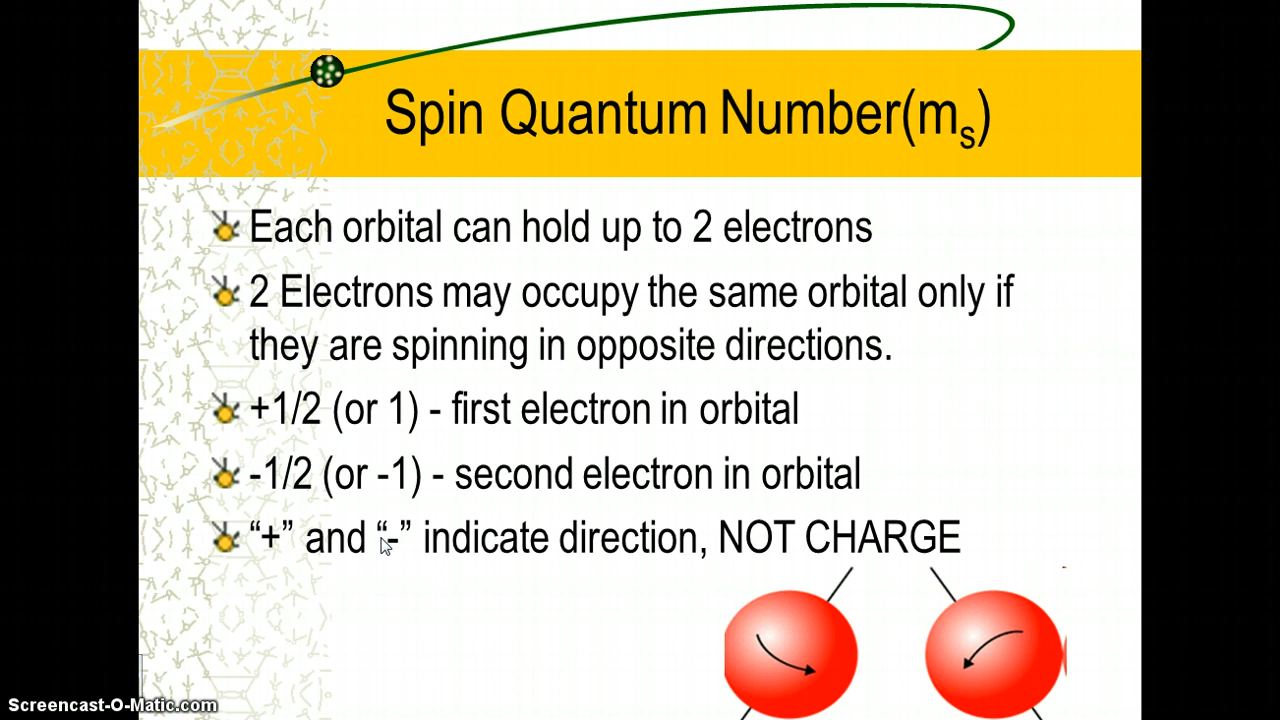 Spin Quantum Number(ms)
Each orbital can hold up to 2 electrons
2 Electrons may occupy the same orbital only if
they are spinning in opposite directions.
+1/2 (or 1) - first electron in orbital
-1/2 (or -1) - second electron in orbital
“+” and “-” indicate direction, NOT CHARGE
Screencast-O-Matic.com